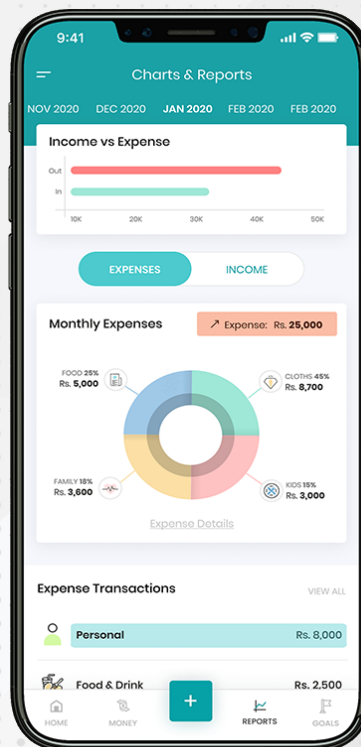 9:41
Charts & Reports
NOV 2020 DEC 2020 JAN 2020 FEB 2020 FEB 2020
Income vs Expense
Out
In
10K 20K 30K 40K 50K
EXPENSES INCOME
Monthly Expenses
Expense: Rs. 25,000
FOOD 25%
Rs. 5,000
CLOTHS 45%
Rs. 8,700
FAMILY 18%
Rs. 3,600
KIDS 15%
Rs. 3,000
Expense Details
Expense Transactions VIEW ALL
Personal Rs. 8,000
Food & Drink Rs. 2,500
+
HOME MONEY REPORTS GOALS